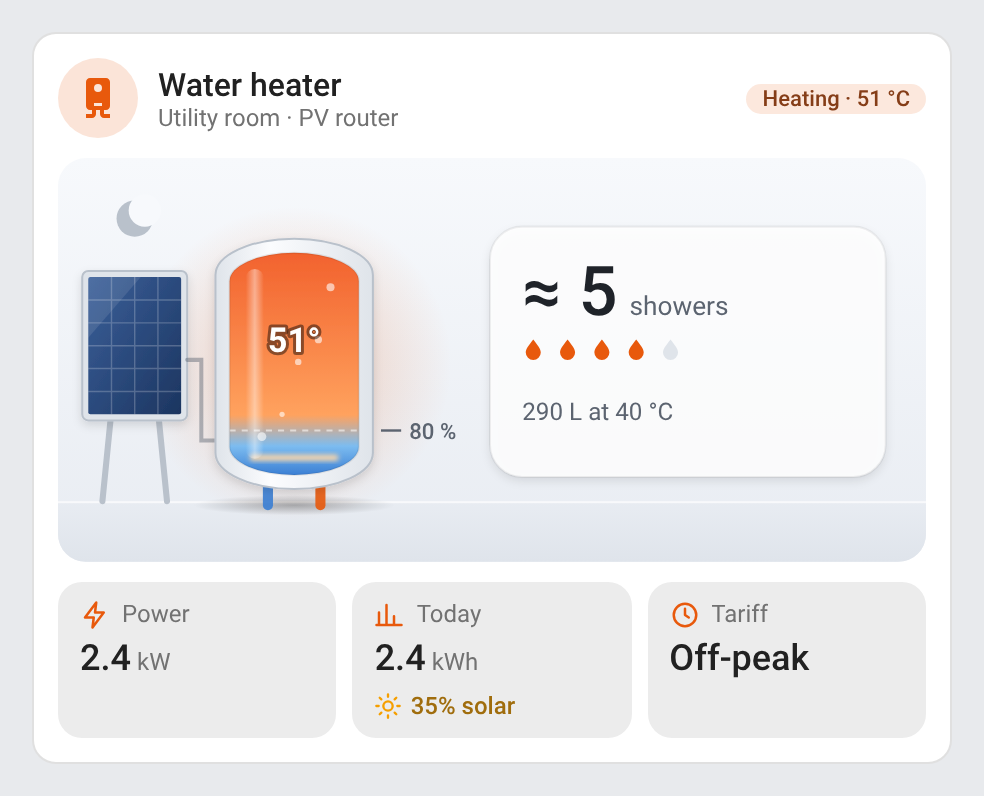 Water heater
Utility room · PV router
Heating · 51 °C
51°
80 %
≈ 5 showers
290 L at 40 °C
Power
2.4 kW
Today
2.4 kWh
35% solar
Tariff
Off-peak